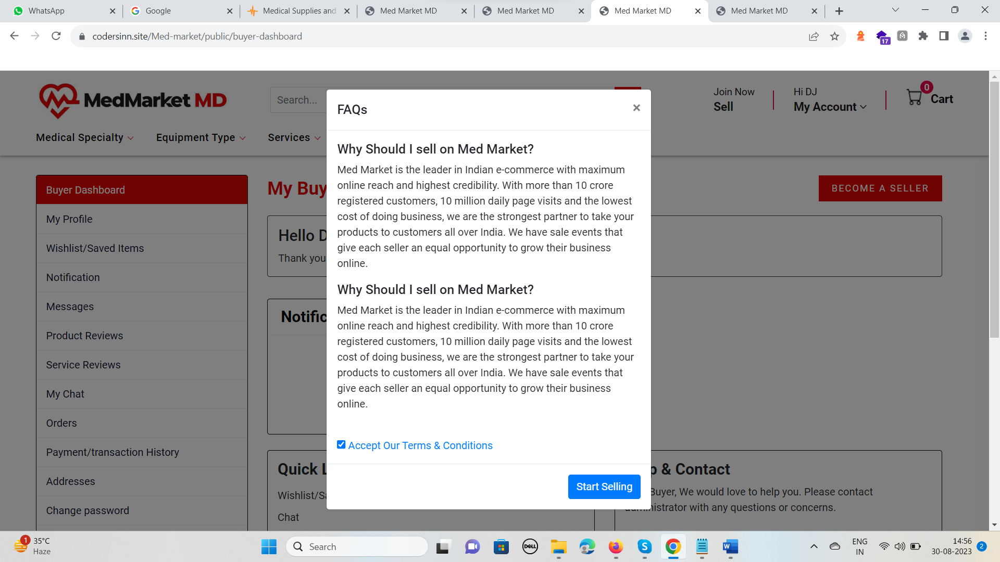 WhatsApp
Google
Medical Supplies and
Med Market MD
Med Market MD
Med Market MD
Med Market MD
codersinn.site/Med-market/public/buyer-dashboard
17
MedMarket MD
Search...
Join Now
Sell
Hi DJ
My Account
0
Cart
Medical Specialty
Equipment Type
Services
FAQs
×
Why Should I sell on Med Market?
Med Market is the leader in Indian e-commerce with maximum
online reach and highest credibility. With more than 10 crore
registered customers, 10 million daily page visits and the lowest
cost of doing business, we are the strongest partner to take your
products to customers all over India. We have sale events that
give each seller an equal opportunity to grow their business
online.
Why Should I sell on Med Market?
Med Market is the leader in Indian e-commerce with maximum
online reach and highest credibility. With more than 10 crore
registered customers, 10 million daily page visits and the lowest
cost of doing business, we are the strongest partner to take your
products to customers all over India. We have sale events that
give each seller an equal opportunity to grow their business
online.
Accept Our Terms & Conditions
Start Selling
Buyer Dashboard
My Profile
Wishlist/Saved Items
Notification
Messages
Product Reviews
Service Reviews
My Chat
Orders
Payment/transaction History
Addresses
Change password
My Buy
BECOME A SELLER
Hello D
Thank you
Notific
Quick L
Wishlist/Sa
Chat
p & Contact
Buyer, We would love to help you. Please contact
administrator with any questions or concerns.
1
35°C
Haze
Search
DELL
S
W
ENG
IN
14:56
30-08-2023
2